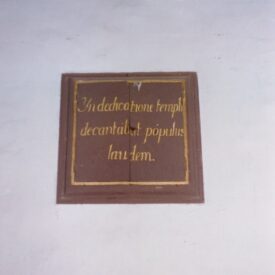 In dedicatione templi
decantabat populus
laudem.